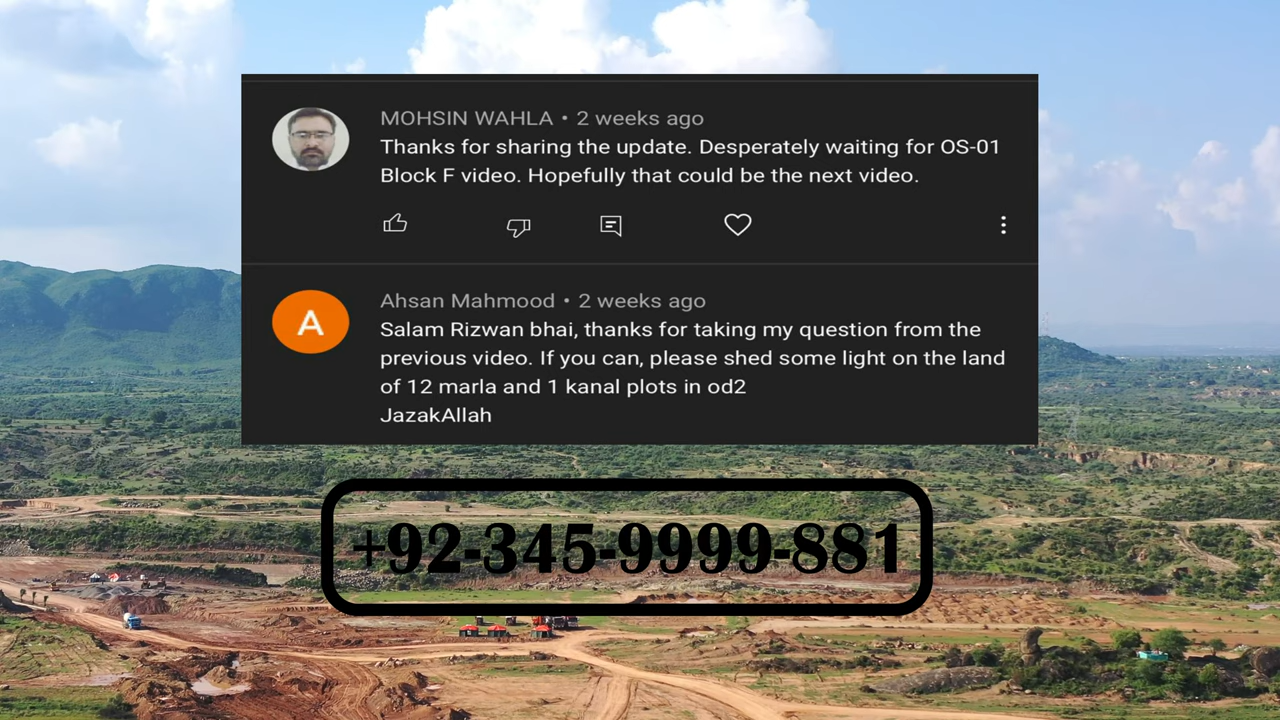 MOHSIN WAHLA • 2 weeks ago
Thanks for sharing the update. Desperately waiting for OS-01
Block F video. Hopefully that could be the next video.
A
Ahsan Mahmood • 2 weeks ago
Salam Rizwan bhai, thanks for taking my question from the
previous video. If you can, please shed some light on the land
of 12 marla and 1 kanal plots in od2
JazakAllah
+92-345-9999-881